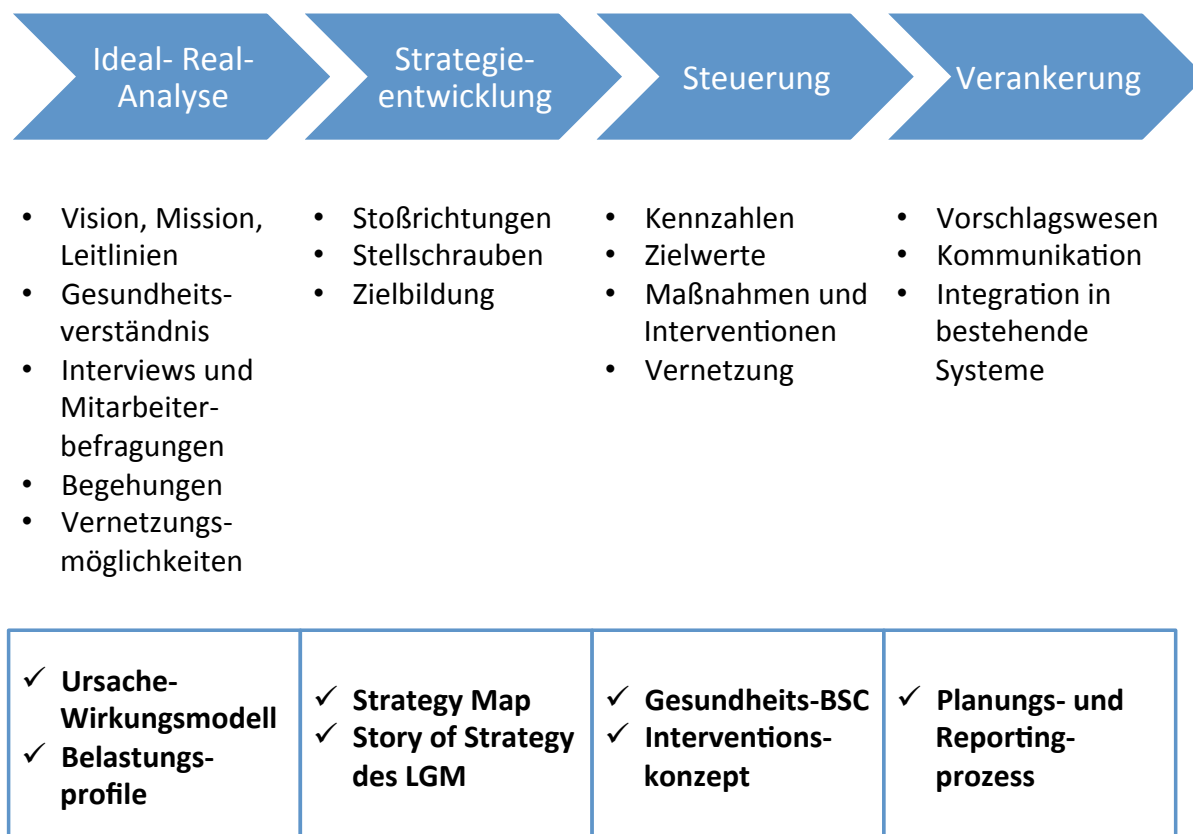 Ideal- Real-
Analyse
Strategie-
entwicklung
Steuerung
Verankerung
• Vision, Mission,
Leitlinien
• Gesundheits-
verständnis
• Interviews und
Mitarbeiter-
befragungen
• Begehungen
• Vernetzungs-
möglichkeiten
• Stoßrichtungen
• Stellschrauben
• Zielbildung
• Kennzahlen
• Zielwerte
• Maßnahmen und
Interventionen
• Vernetzung
• Vorschlagswesen
• Kommunikation
• Integration in
bestehende
Systeme
✓ Ursache-
Wirkungsmodell
✓ Belastungs-
profile
✓ Strategy Map
✓ Story of Strategy
des LGM
✓ Gesundheits-BSC
✓ Interventions-
konzept
✓ Planungs- und
Reporting-
prozess